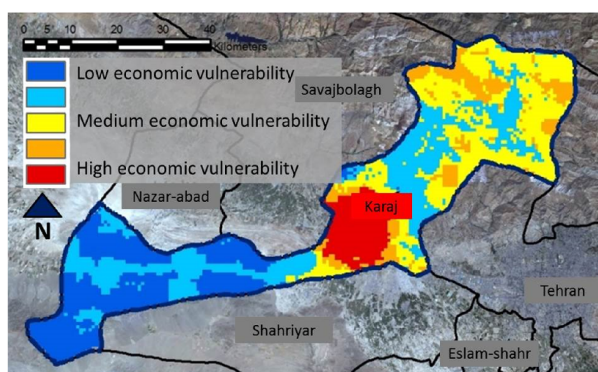 0 5 10 20 30 40
Kilometers
Low economic vulnerability
Savajbolagh
Medium economic vulnerability
High economic vulnerability
Nazar-abad
Karaj
N
Tehran
Shahriyar
Eslam-shahr